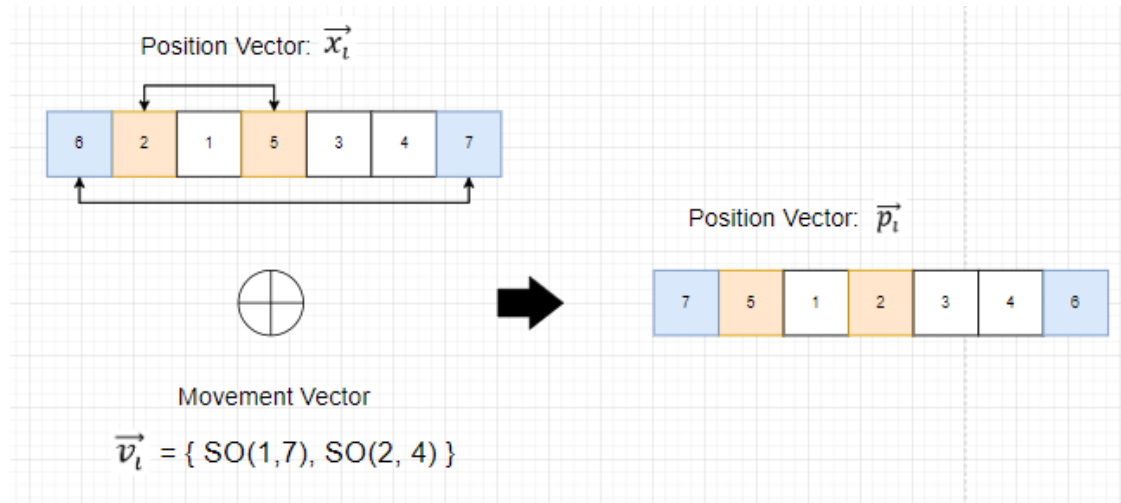 Position Vector: x⃗ᵢ
6 2 1 5 3 4 7
Position Vector: p⃗ᵢ
7 5 1 2 3 4 6
Movement Vector
v⃗ᵢ = { SO(1,7), SO(2, 4) }